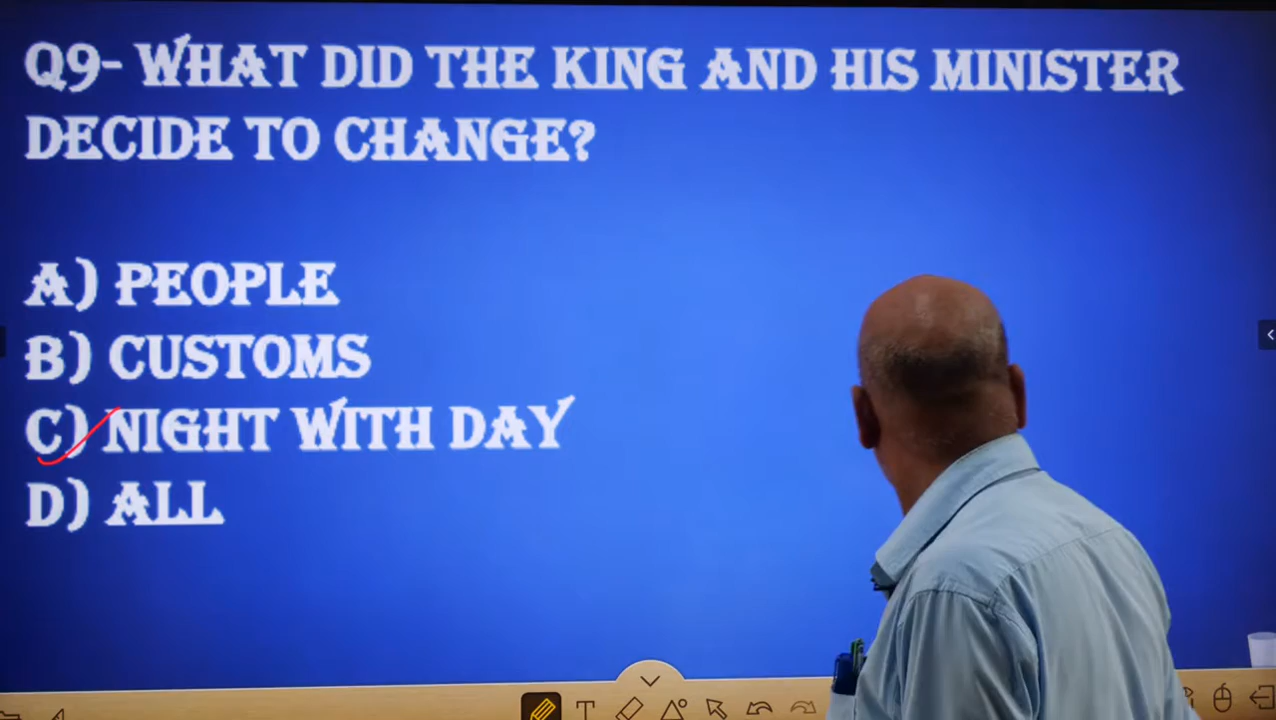 Q9- WHAT DID THE KING AND HIS MINISTER
DECIDE TO CHANGE?
A) PEOPLE
B) CUSTOMS
C) NIGHT WITH DAY
D) ALL
T